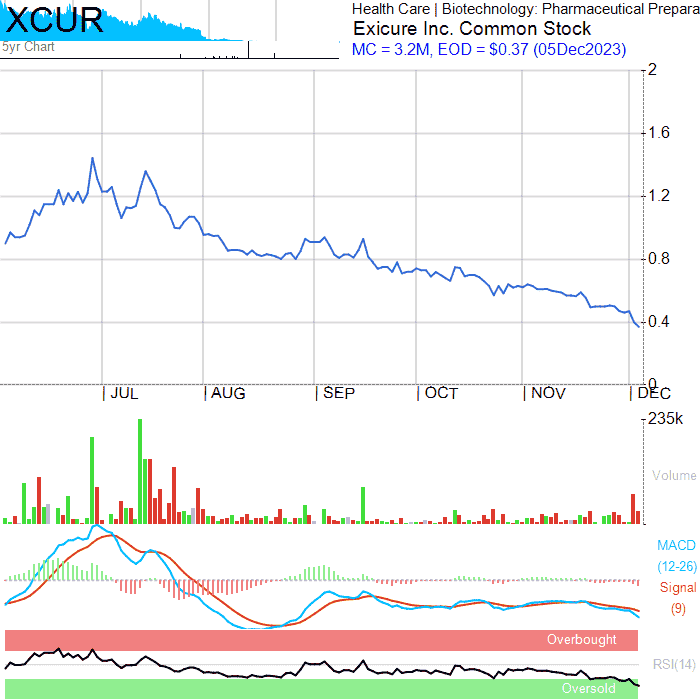 XCUR
5yr Chart
Health Care | Biotechnology: Pharmaceutical Prepara
Exicure Inc. Common Stock
MC = 3.2M, EOD = $0.37 (05Dec2023)
2
1.6
1.2
0.8
0.4
0
| JUL | AUG | SEP | OCT | NOV | DEC
235k
Volume
MACD
(12-26)
Signal
(9)
Overbought
RSI(14)
Oversold